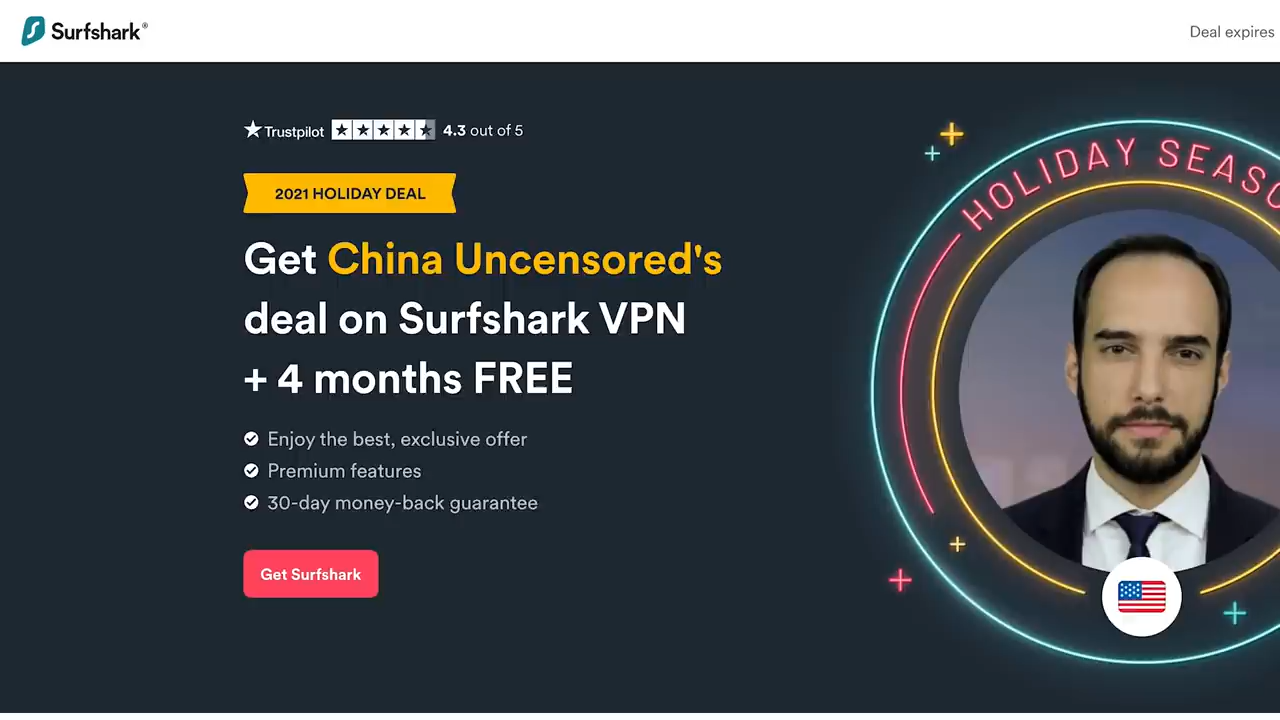 Surfshark®
Deal expires
Trustpilot 4.3 out of 5
2021 HOLIDAY DEAL
HOLIDAY SEASO
Get China Uncensored's
deal on Surfshark VPN
+ 4 months FREE
Enjoy the best, exclusive offer
Premium features
30-day money-back guarantee
Get Surfshark